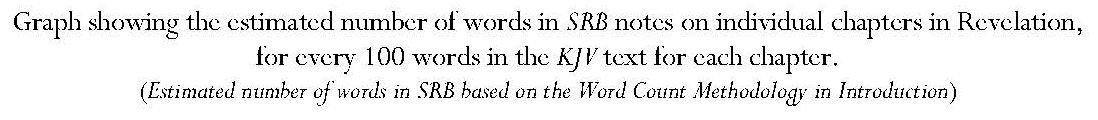 Graph showing the estimated number of words in SRB notes on individual chapters in Revelation,
for every 100 words in the KJV text for each chapter.
(Estimated number of words in SRB based on the Word Count Methodology in Introduction)